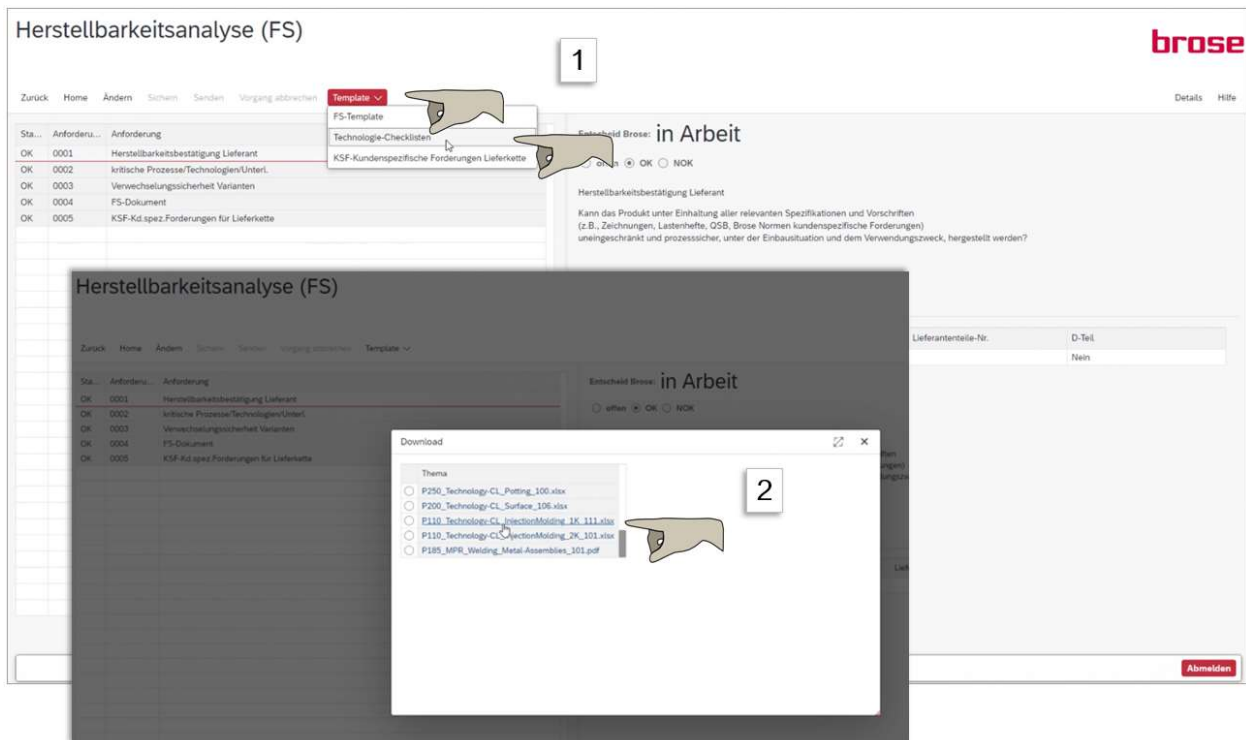 Herstellbarkeitsanalyse (FS)
brose
1
Zurück Home Ändern Sichern Senden Vorgang abbrechen Template
Details Hilfe
FS-Template
Technologie-Checklisten
KSF-Kundenspezifische Forderungen Lieferkette
Sta... Anforderu... Anforderung
OK 0001 Herstellbarkeitsbestätigung Lieferant
OK 0002 kritische Prozesse/Technologien/Unterl.
OK 0003 Verwechselungssicherheit Varianten
OK 0004 FS-Dokument
OK 0005 KSF-Kd.spez.Forderungen für Lieferkette
Entscheid Brose: in Arbeit
OK NOK
Herstellbarkeitsbestätigung Lieferant
Kann das Produkt unter Einhaltung aller relevanten Spezifikationen und Vorschriften
(z.B., Zeichnungen, Lastenhefte, QSB, Brose Normen kundenspezifische Forderungen)
uneingeschränkt und prozesssicher, unter der Einbausituation und dem Verwendungszweck, hergestellt werden?
Lieferantenteile-Nr. D-Teil
Nein
Herstellbarkeitsanalyse (FS)
Zurück Home Ändern Sichern Senden Vorgang abbrechen Template
Sta... Anforderu... Anforderung
OK 0001 Herstellbarkeitsbestätigung Lieferant
OK 0002 kritische Prozesse/Technologien/Unterl.
OK 0003 Verwechselungssicherheit Varianten
OK 0004 FS-Dokument
OK 0005 KSF-Kd.spez.Forderungen für Lieferkette
Entscheid Brose: in Arbeit
offen OK NOK
Download
2
Thema
P250_Technology-CL_Potting_100.xlsx
P200_Technology-CL_Surface_106.xlsx
P110_Technology-CL_InjectionMolding_1K_111.xlsx
P110_Technology-CL_InjectionMolding_2K_101.xlsx
P185_MPR_Welding_Metal-Assemblies_101.pdf
Abmelden